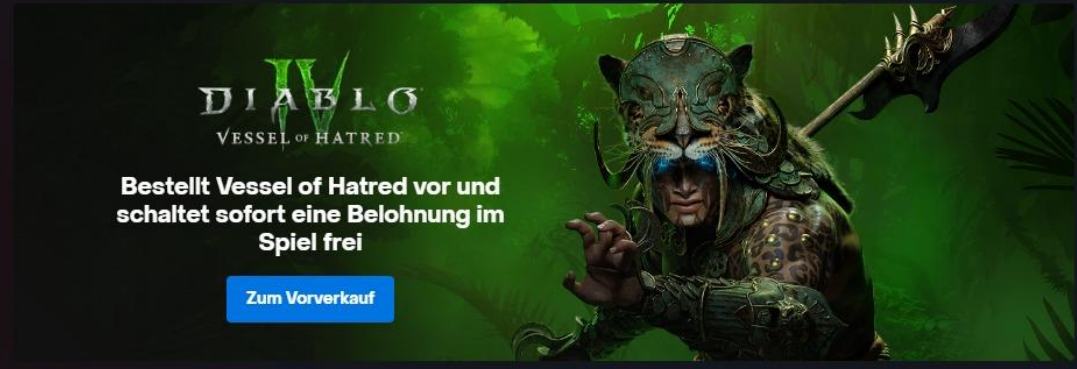 DIABLO IV
VESSEL OF HATRED
Bestellt Vessel of Hatred vor und
schaltet sofort eine Belohnung im
Spiel frei
Zum Vorverkauf